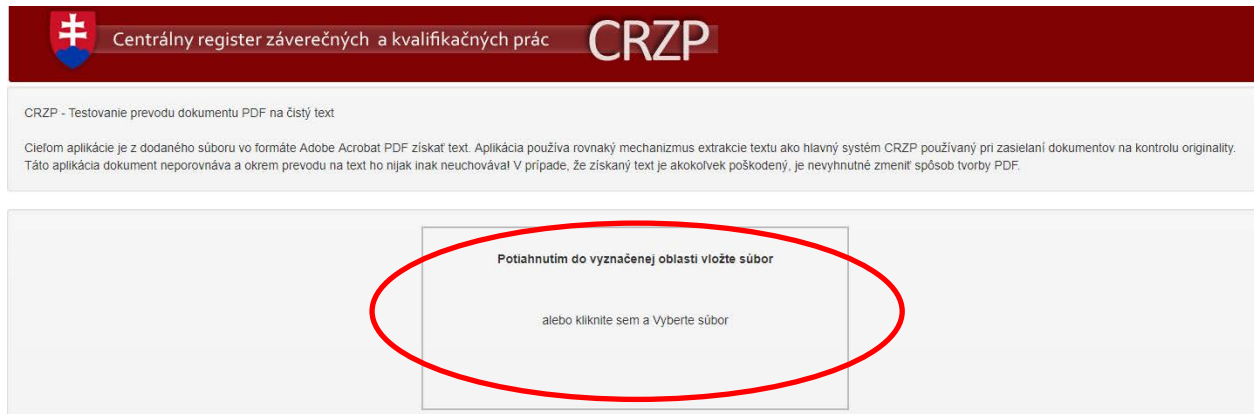 Centrálny register záverečných a kvalifikačných prác CRZP
CRZP - Testovanie prevodu dokumentu PDF na čistý text
Cieľom aplikácie je z dodaného súboru vo formáte Adobe Acrobat PDF získať text. Aplikácia používa rovnaký mechanizmus extrakcie textu ako hlavný systém CRZP používaný pri zasielaní dokumentov na kontrolu originality.
Táto aplikácia dokument neporovnáva a okrem prevodu na text ho nijak inak neuchováva! V prípade, že získaný text je akokoľvek poškodený, je nevyhnutné zmeniť spôsob tvorby PDF.
Potiahnutím do vyznačenej oblasti vložte súbor
alebo kliknite sem a Vyberte súbor